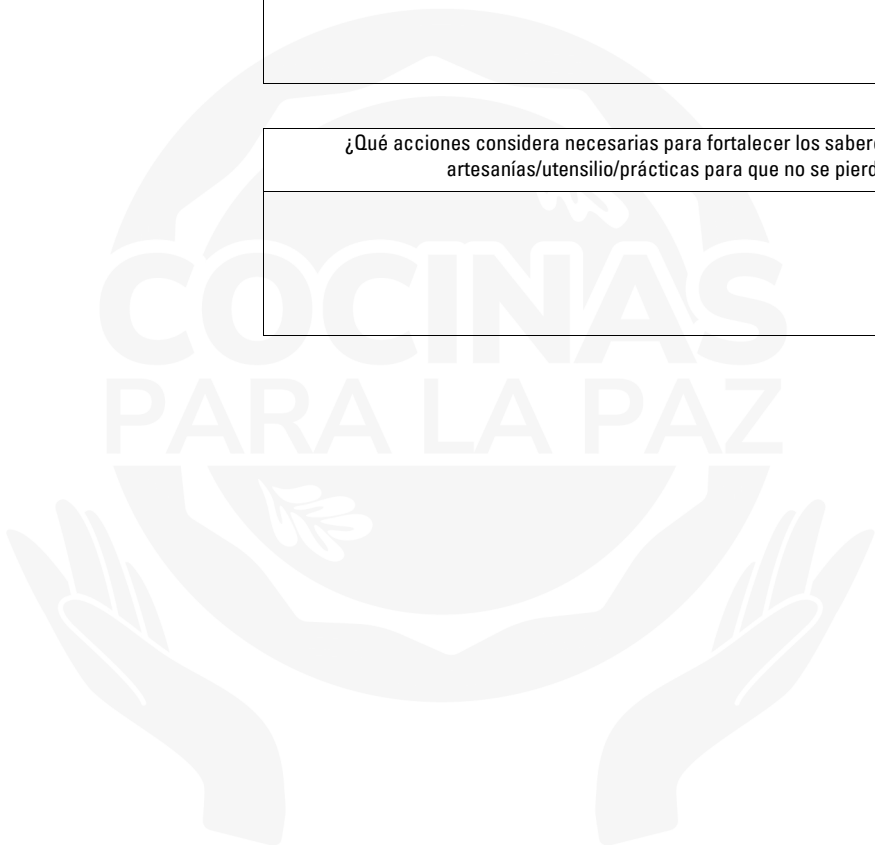 ¿Qué acciones considera necesarias para fortalecer los
artesanías/utensilio/prácticas para que no se
COCINAS
PARA LA PAZ